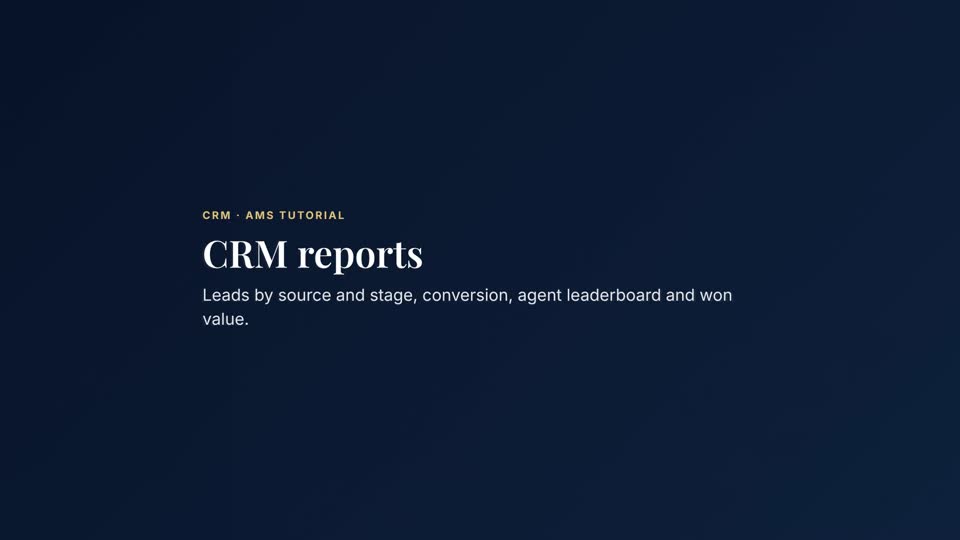 CRM · AMS TUTORIAL
CRM reports
Leads by source and stage, conversion, agent leaderboard and won
value.